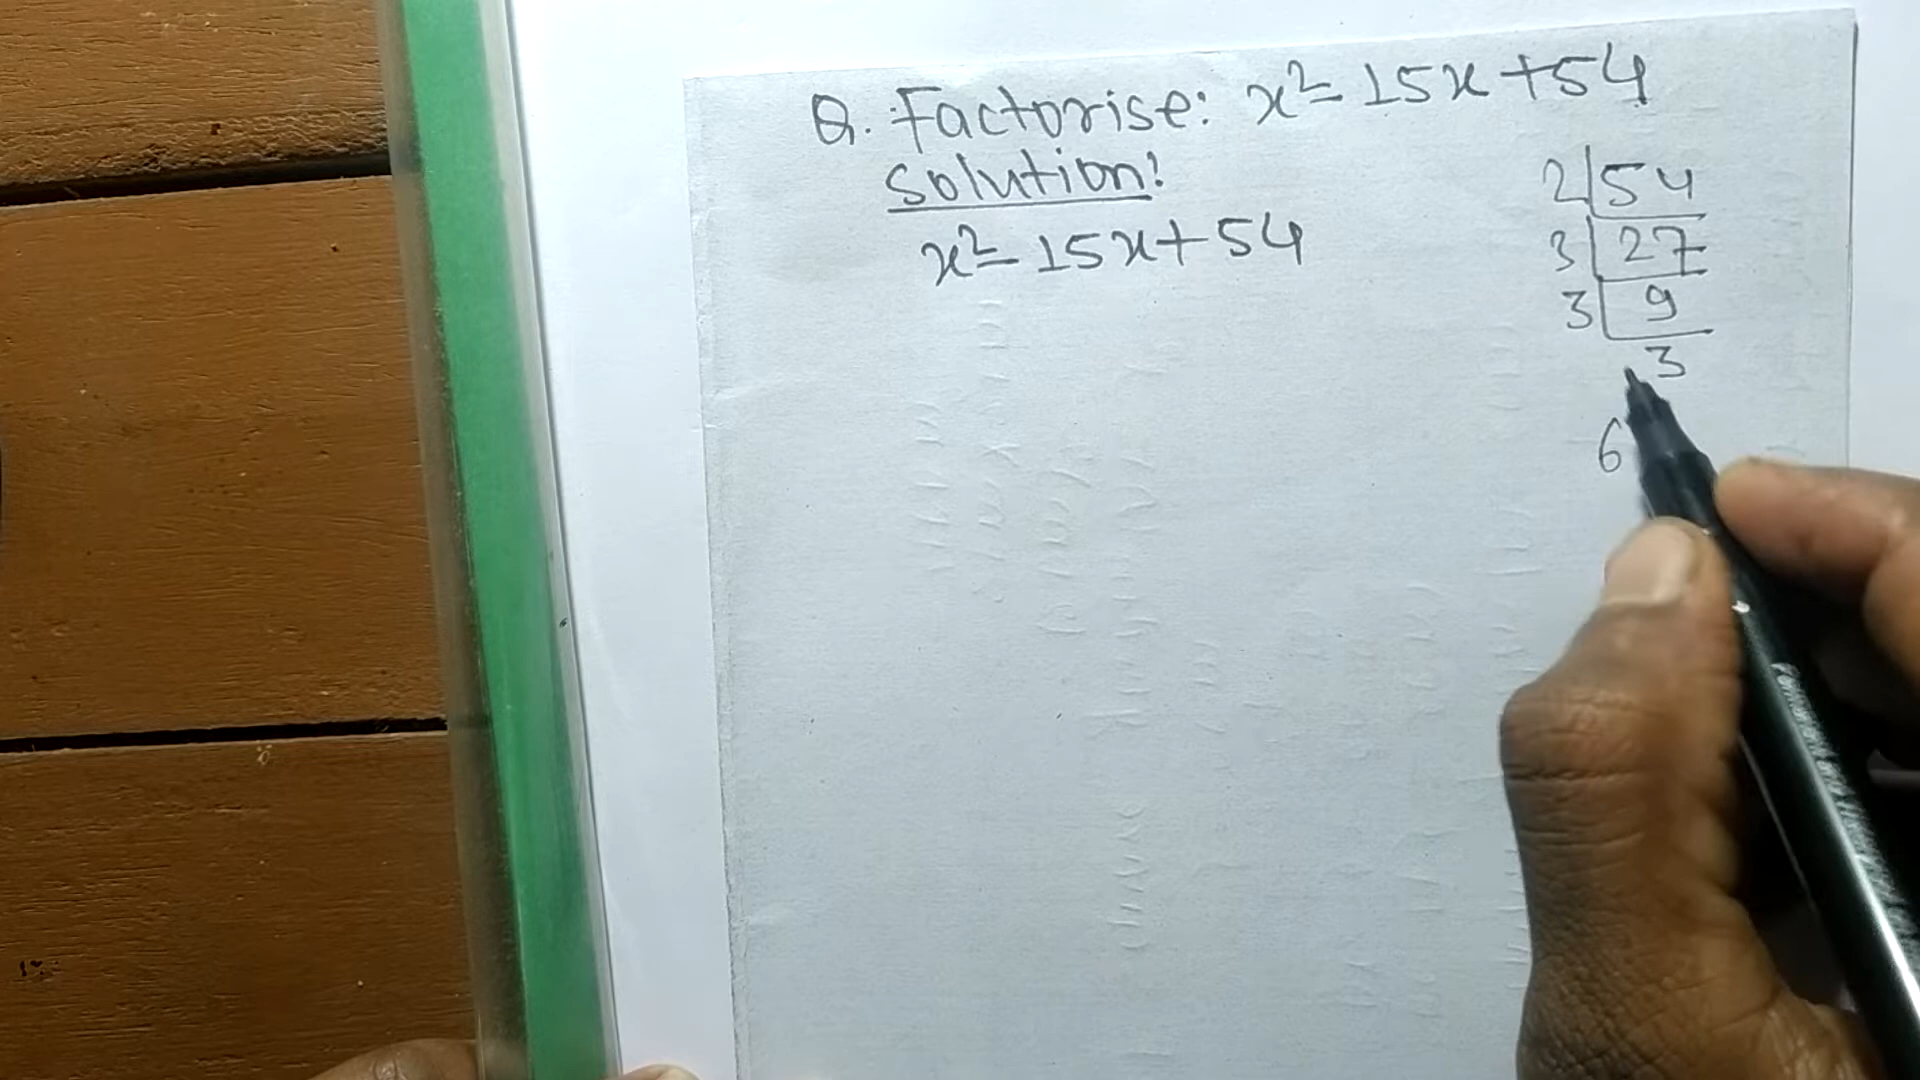 Q. Factorise: x² - 15x + 54
Solution:
x² - 15x + 54
2 | 54
3 | 27
3 | 9
3
6